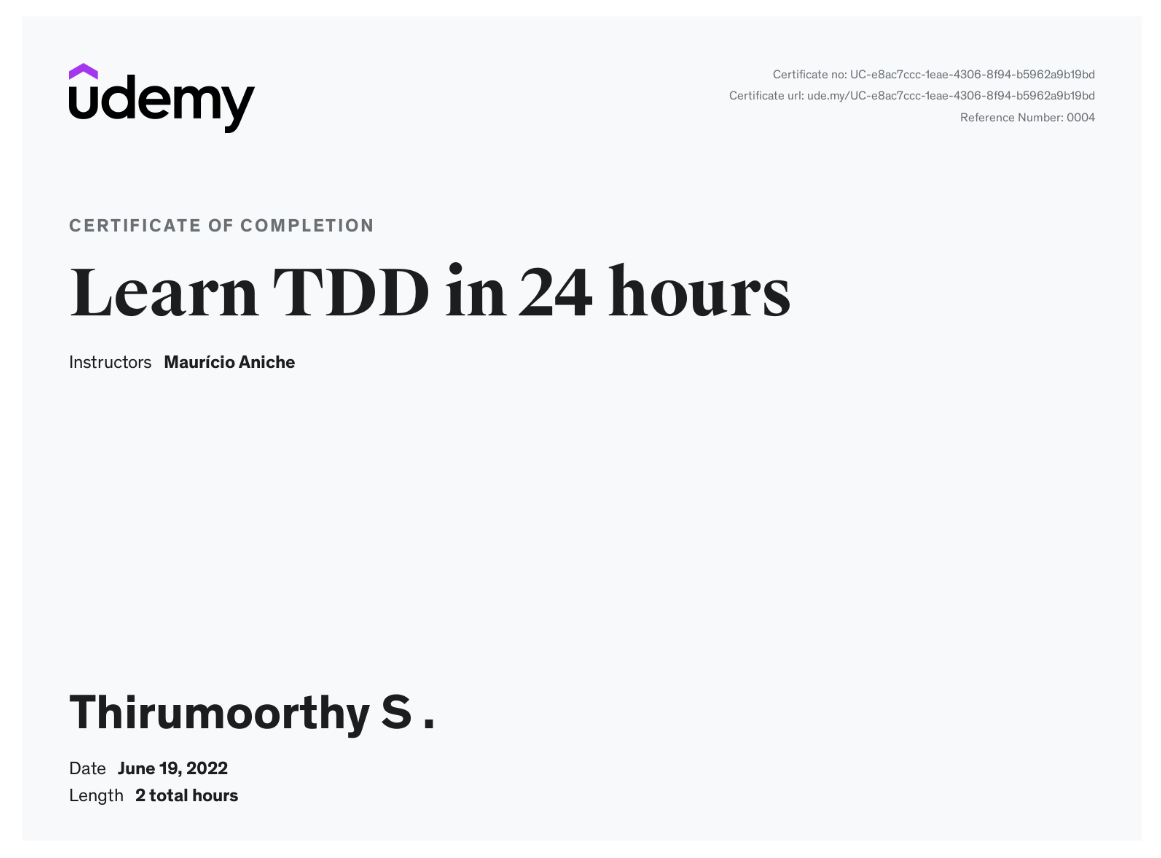 udemy
Certificate no: UC-e8ac7ccc-1eae-4306-8f94-b5962a9b19bd
Certificate url: ude.my/UC-e8ac7ccc-1eae-4306-8f94-b5962a9b19bd
Reference Number: 0004
CERTIFICATE OF COMPLETION
Learn TDD in 24 hours
Instructors Maurício Aniche
Thirumoorthy S .
Date June 19, 2022
Length 2 total hours